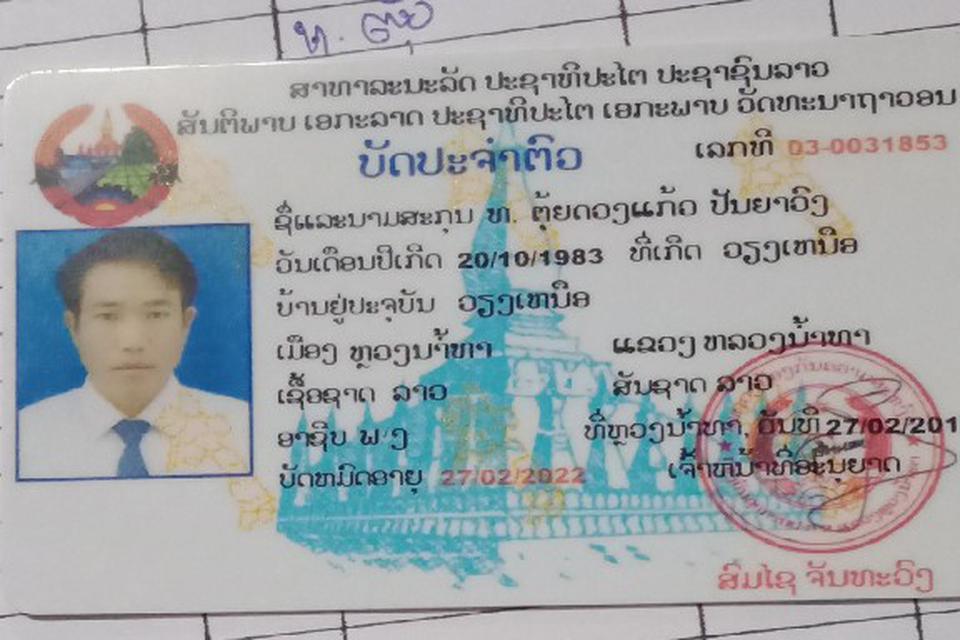 ທ. ຕຸ້ຍ
ສາທາລະນະລັດ ປະຊາທິປະໄຕ ປະຊາຊົນລາວ
ສັນຕິພາບ ເອກະລາດ ປະຊາທິປະໄຕ ເອກະພາບ ວັດທະນາຖາວອນ
ບັດປະຈຳຕົວ
ເລກທີ 03-0031853
ຊື່ແລະນາມສະກຸນ ທ. ຕຸ້ຍດວງແກ້ວ ປັນຍາວົງ
ວັນເດືອນປີເກີດ 20/10/1983 ທີ່ເກີດ ວຽງເຫນືອ
ບ້ານຢູ່ປະຈຸບັນ ວຽງເຫນືອ
ເມືອງ ຫຼວງນ້ຳທາ ແຂວງ ຫລວງນ້ຳທາ
ເຊື້ອຊາດ ລາວ ສັນຊາດ ລາວ
ອາຊີບ ພ/ງ ທີ່ຫຼວງນ້ຳທາ, ວັນທີ 27/02/201
ບັດຫມົດອາຍຸ 27/02/2022 ເຈົ້າຫນ້າທີ່ອະນຸຍາດ
ສົມໄຊ ຈັນທະວົງ